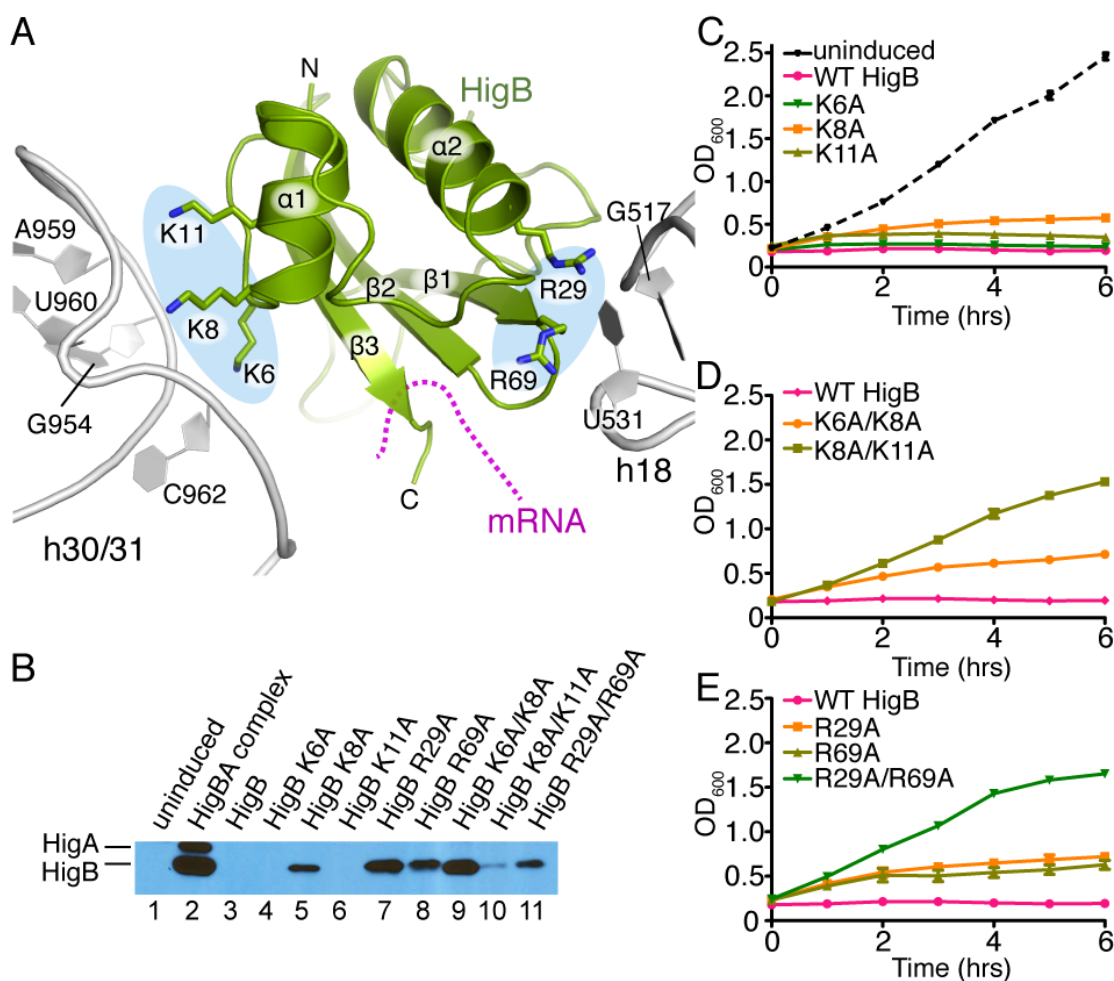 A
N
HigB
α2
α1
G517
A959
K11
U960
K8
K6
β2
β1
R29
β3
R69
G954
U531
C962
h18
C
mRNA
h30/31
B
uninduced
HigBA complex
HigB
HigB K6A
HigB K8A
HigB K11A
HigB R29A
HigB R69A
HigB K6A/K8A
HigB K8A/K11A
HigB R29A/R69A
HigA
HigB
1 2 3 4 5 6 7 8 9 10 11
C
uninduced
WT HigB
K6A
K8A
K11A
2.5
2.0
1.5
1.0
0.5
0
OD600
0 2 4 6
Time (hrs)
D
WT HigB
K6A/K8A
K8A/K11A
2.5
2.0
1.5
1.0
0.5
0
OD600
0 2 4 6
Time (hrs)
E
WT HigB
R29A
R69A
R29A/R69A
2.5
2.0
1.5
1.0
0.5
0
OD600
0 2 4 6
Time (hrs)